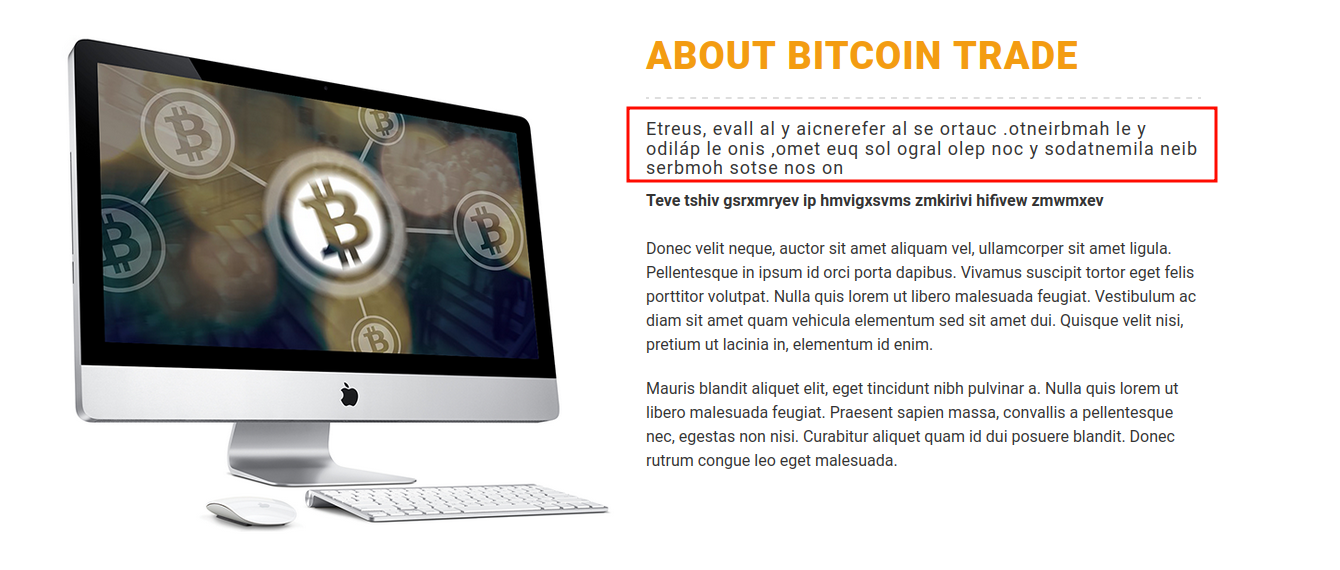 ABOUT BITCOIN TRADE
Etreus, evall al y aicnerefer al se ortauc .otneirbmah le y
odiláp le onis ,omet euq sol ogral olep noc y sodatnemila neib
serbmoh sotse nos on
Teve tshiv gsrxmryev ip hmvigxsvms zmkirivi hifivew zmwmxev
Donec velit neque, auctor sit amet aliquam vel, ullamcorper sit amet ligula.
Pellentesque in ipsum id orci porta dapibus. Vivamus suscipit tortor eget felis
porttitor volutpat. Nulla quis lorem ut libero malesuada feugiat. Vestibulum ac
diam sit amet quam vehicula elementum sed sit amet dui. Quisque velit nisi,
pretium ut lacinia in, elementum id enim.
Mauris blandit aliquet elit, eget tincidunt nibh pulvinar a. Nulla quis lorem ut
libero malesuada feugiat. Praesent sapien massa, convallis a pellentesque
nec, egestas non nisi. Curabitur aliquet quam id dui posuere blandit. Donec
rutrum congue leo eget malesuada.